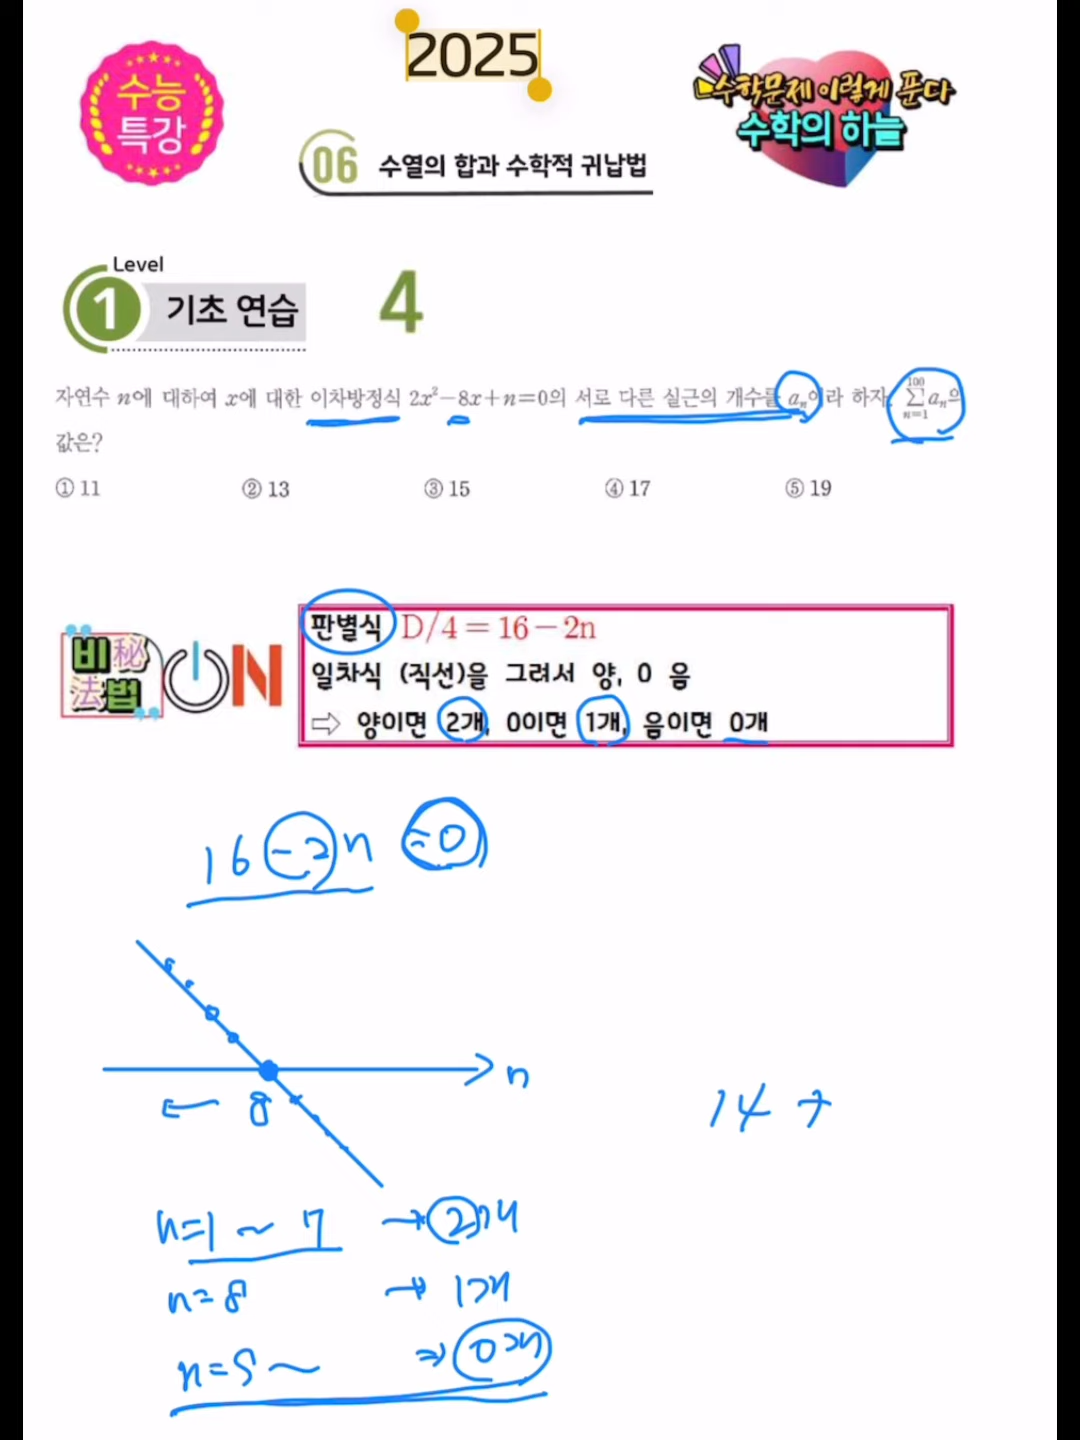 2025
수능
특강
수학문제 이렇게 푼다
수학의 하늘
06 수열의 합과 수학적 귀납법
Level
1 기초 연습 4
자연수 n에 대하여 x에 대한 이차방정식 2x²-8x+n=0의 서로 다른 실근의 개수를 aₙ이라 하자. \sum_{n=1}^{100} aₙ의
값은?
① 11 ② 13 ③ 15 ④ 17 ⑤ 19
비秘
法법
ON
판별식 D/4 = 16 - 2n
일차식 (직선)을 그려서 양, 0 음
⇨ 양이면 2개, 0이면 1개, 음이면 0개
16 - 2n = 0
n
8
14 +
n=1 ~ 7 → 2개
n=8 → 1개
n=9 ~ ⇒ 0개